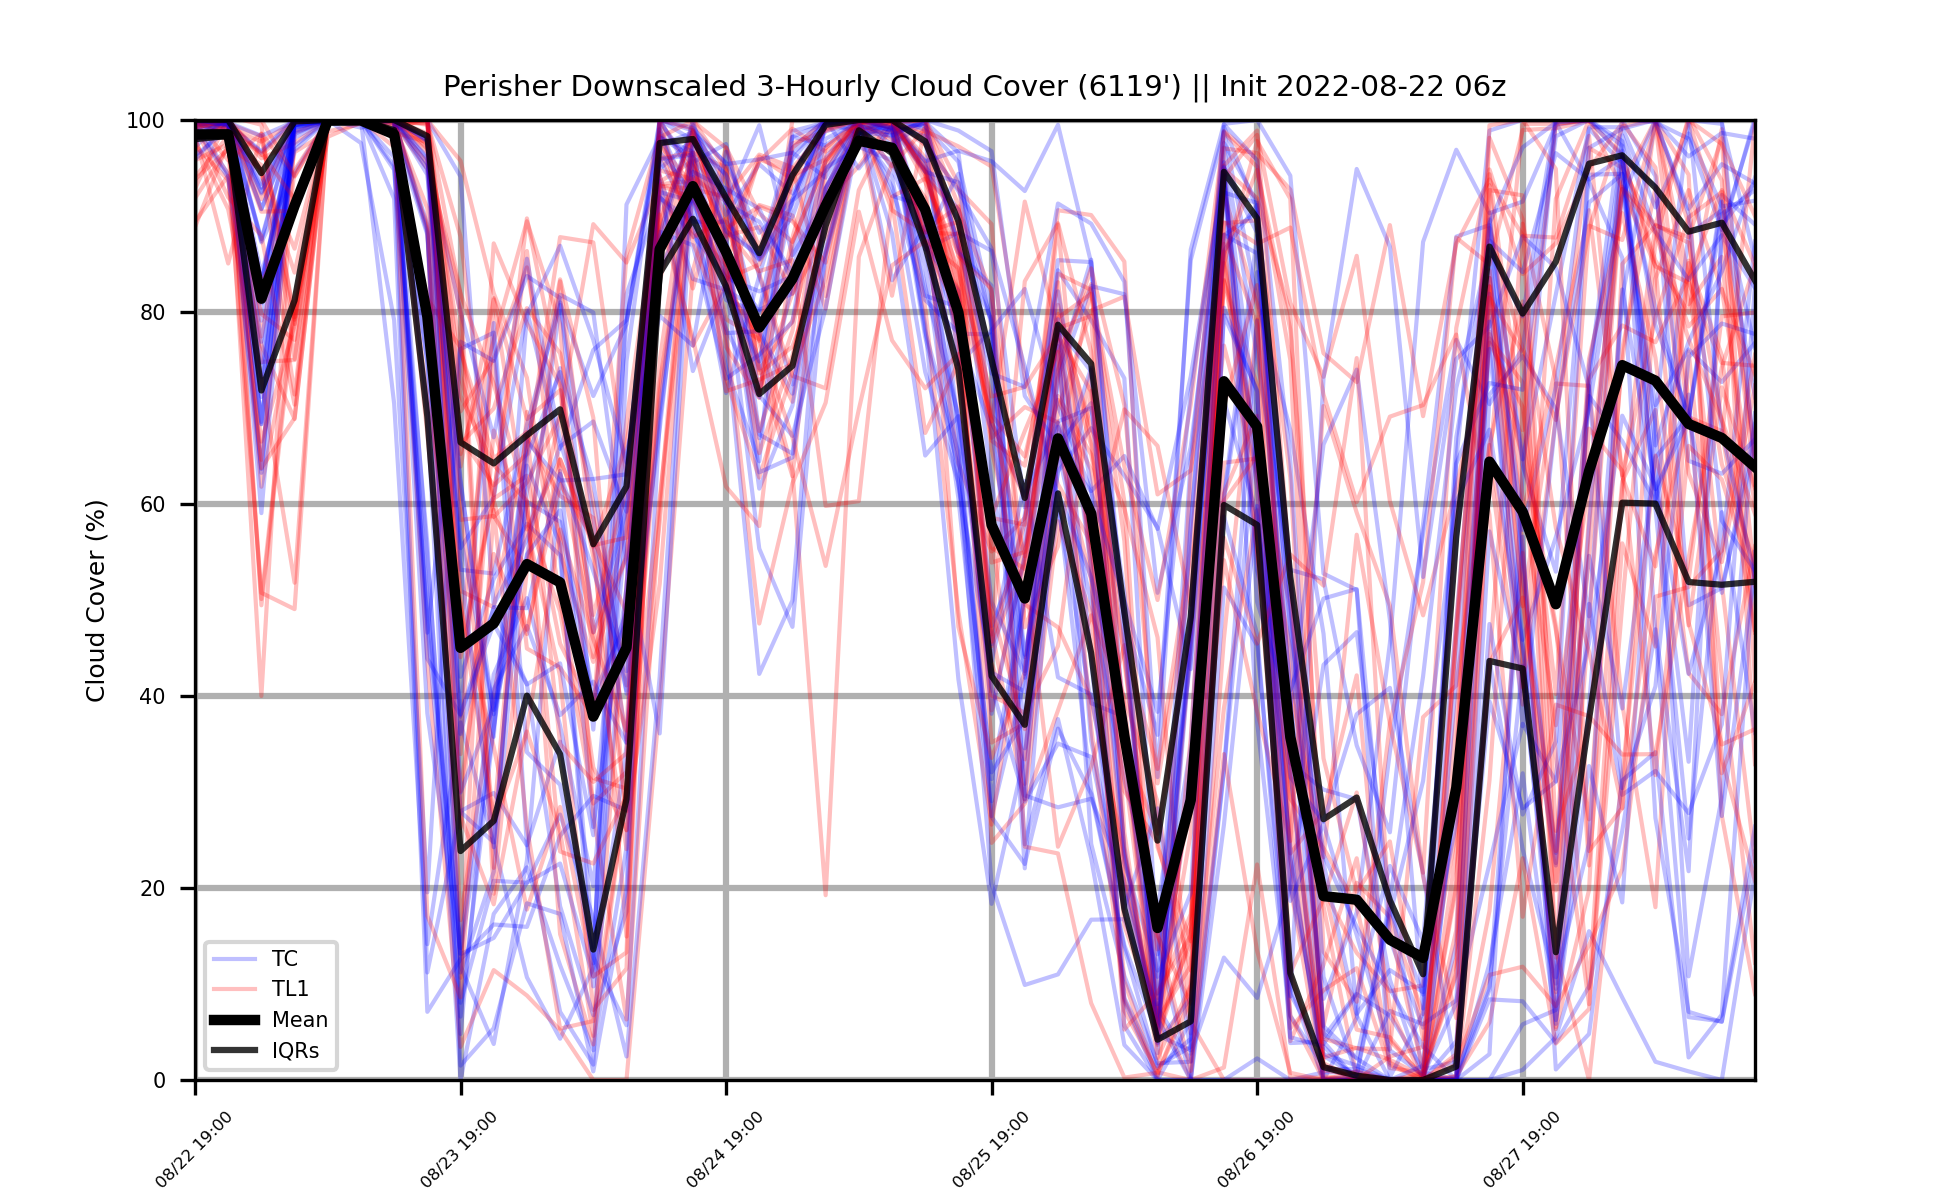 Perisher Downscaled 3-Hourly Cloud Cover (6119') || Init 2022-08-22 06z
Cloud Cover (%)
100
80
60
40
20
0
TC
TL1
Mean
IQRs
08/22 19:00
08/23 19:00
08/24 19:00
08/25 19:00
08/26 19:00
08/27 19:00